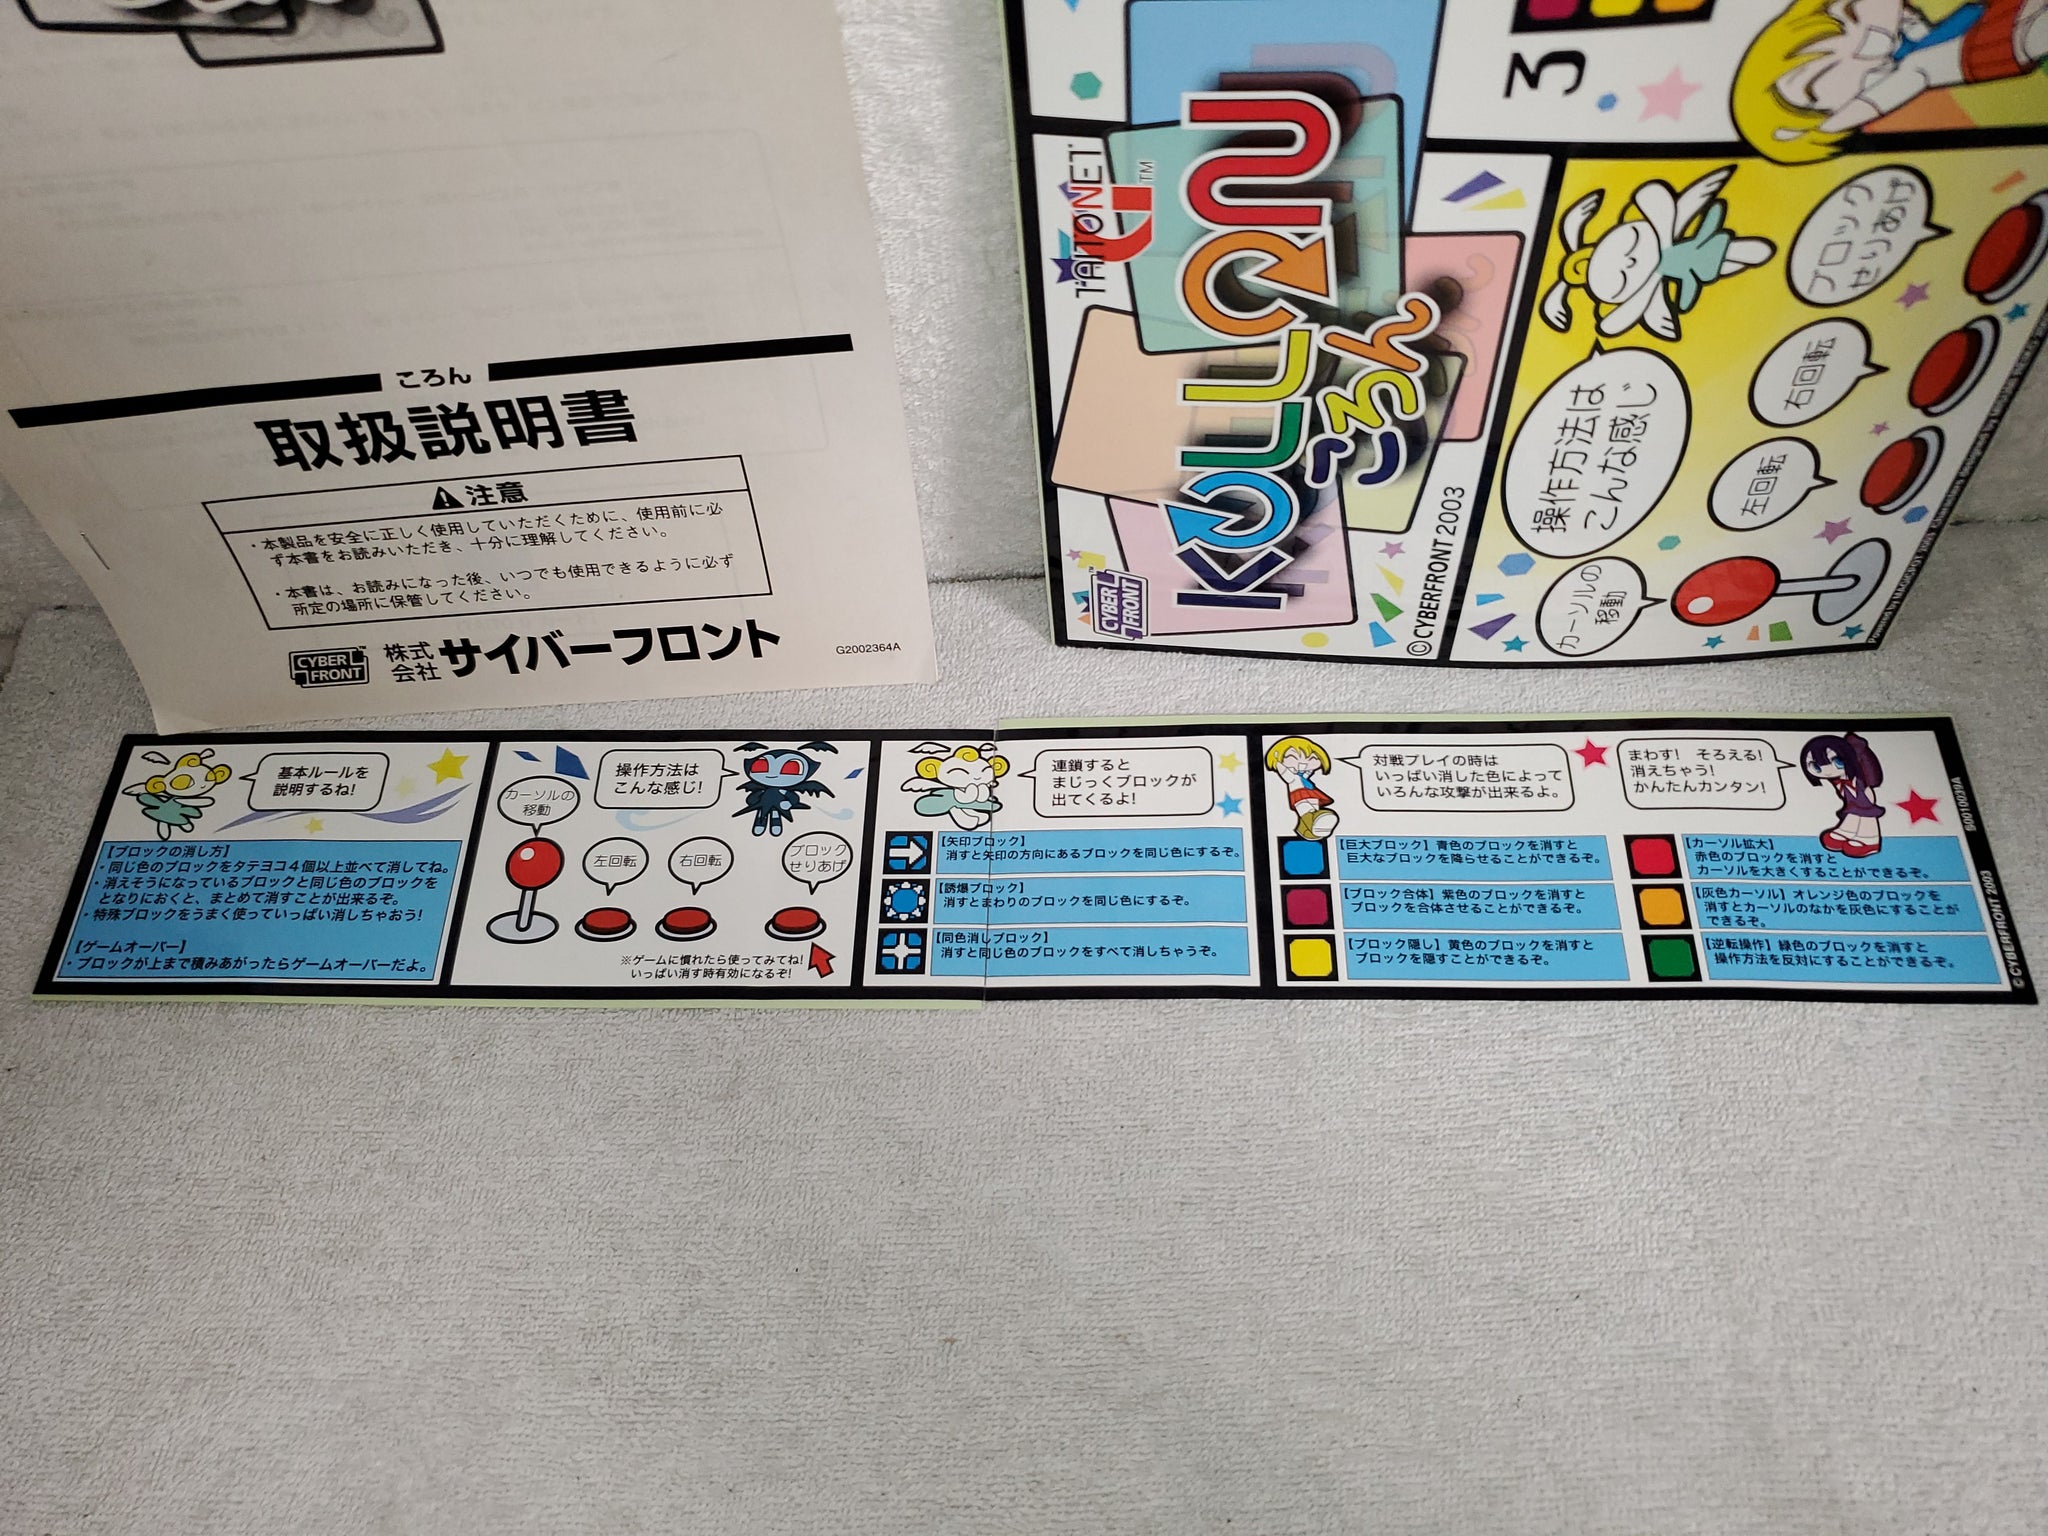 ころん
取扱説明書
注意
・本製品を安全に正しく使用していただくために、使用前に必
ず本書をお読みいただき、十分に理解してください。
・本書は、お読みになった後、いつでも使用できるように必ず
所定の場所に保管してください。
CYBER
FRONT
株式
会社
サイバーフロント
G2002364A
TAITO NET
TM
KOLLON
ころん
CYBER
FRONT
©CYBERFRONT 2003
3
操作方法は
こんな感じ
カーソルの
移動
左回転
右回転
ブロック
せりあげ
基本ルールを
説明するね!
【ブロックの消し方】
・同じ色のブロックをタテヨコ4個以上並べて消してね。
・消えそうになっているブロックと同じ色のブロックを
となりにおくと、まとめて消すことが出来るぞ。
・特殊ブロックをうまく使っていっぱい消しちゃおう!
【ゲームオーバー】
・ブロックが上まで積みあがったらゲームオーバーだよ。
カーソルの
移動
操作方法は
こんな感じ!
左回転
右回転
ブロック
せりあげ
※ゲームに慣れたら使ってみてね!
いっぱい消す時有効になるぞ!
連鎖すると
まじっくブロックが
出てくるよ!
【矢印ブロック】
消すと矢印の方向にあるブロックを同じ色にするぞ。
【誘爆ブロック】
消すとまわりのブロックを同じ色にするぞ。
【同色消しブロック】
消すと同じ色のブロックをすべて消しちゃうぞ。
対戦プレイの時は
いっぱい消した色によって
いろんな攻撃が出来るよ。
まわす! そろえる!
消えちゃう!
かんたんカンタン!
【巨大ブロック】青色のブロックを消すと
巨大なブロックを降らせることができるぞ。
【ブロック合体】紫色のブロックを消すと
ブロックを合体させることができるぞ。
【ブロック隠し】黄色のブロックを消すと
ブロックを隠すことができるぞ。
【カーソル拡大】
赤色のブロックを消すと
カーソルを大きくすることができるぞ。
【灰色カーソル】オレンジ色のブロックを
消すとカーソルのなかを灰色にすることが
できるぞ。
【逆転操作】緑色のブロックを消すと
操作方法を反対にすることができるぞ。
S0010039A
© CYBERFRONT 2003